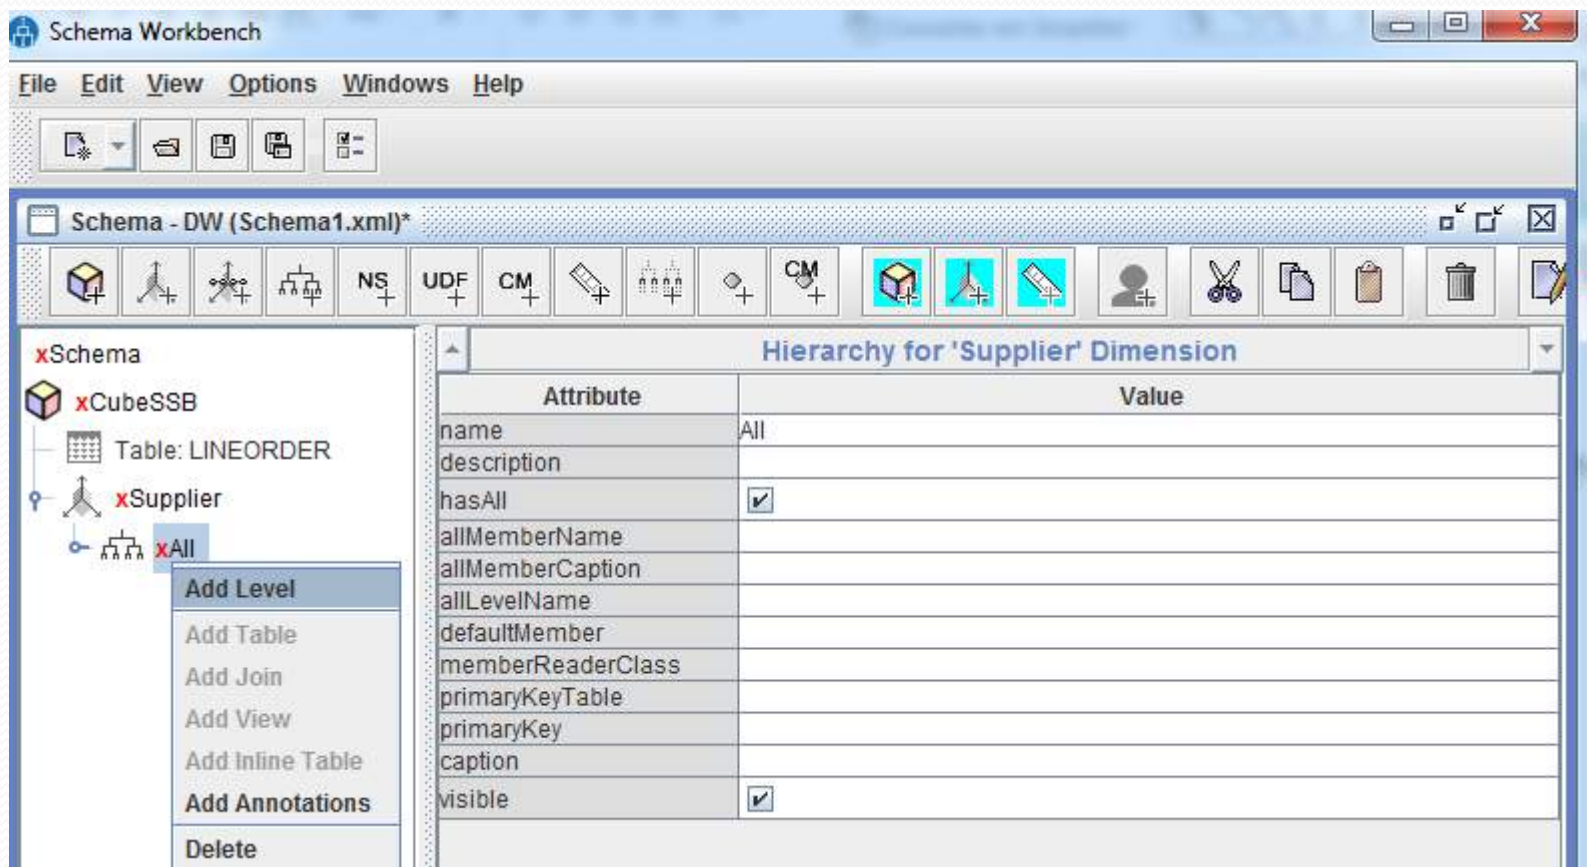 Schema Workbench
File Edit View Options Windows Help
Schema - DW (Schema1.xml)*
NS UDF CM CM
xSchema
xCubeSSB
Table: LINEORDER
xSupplier
xAll
Add Level
Add Table
Add Join
Add View
Add Inline Table
Add Annotations
Delete
Hierarchy for 'Supplier' Dimension
Attribute Value
name All
description
hasAll
allMemberName
allMemberCaption
allLevelName
defaultMember
memberReaderClass
primaryKeyTable
primaryKey
caption
visible